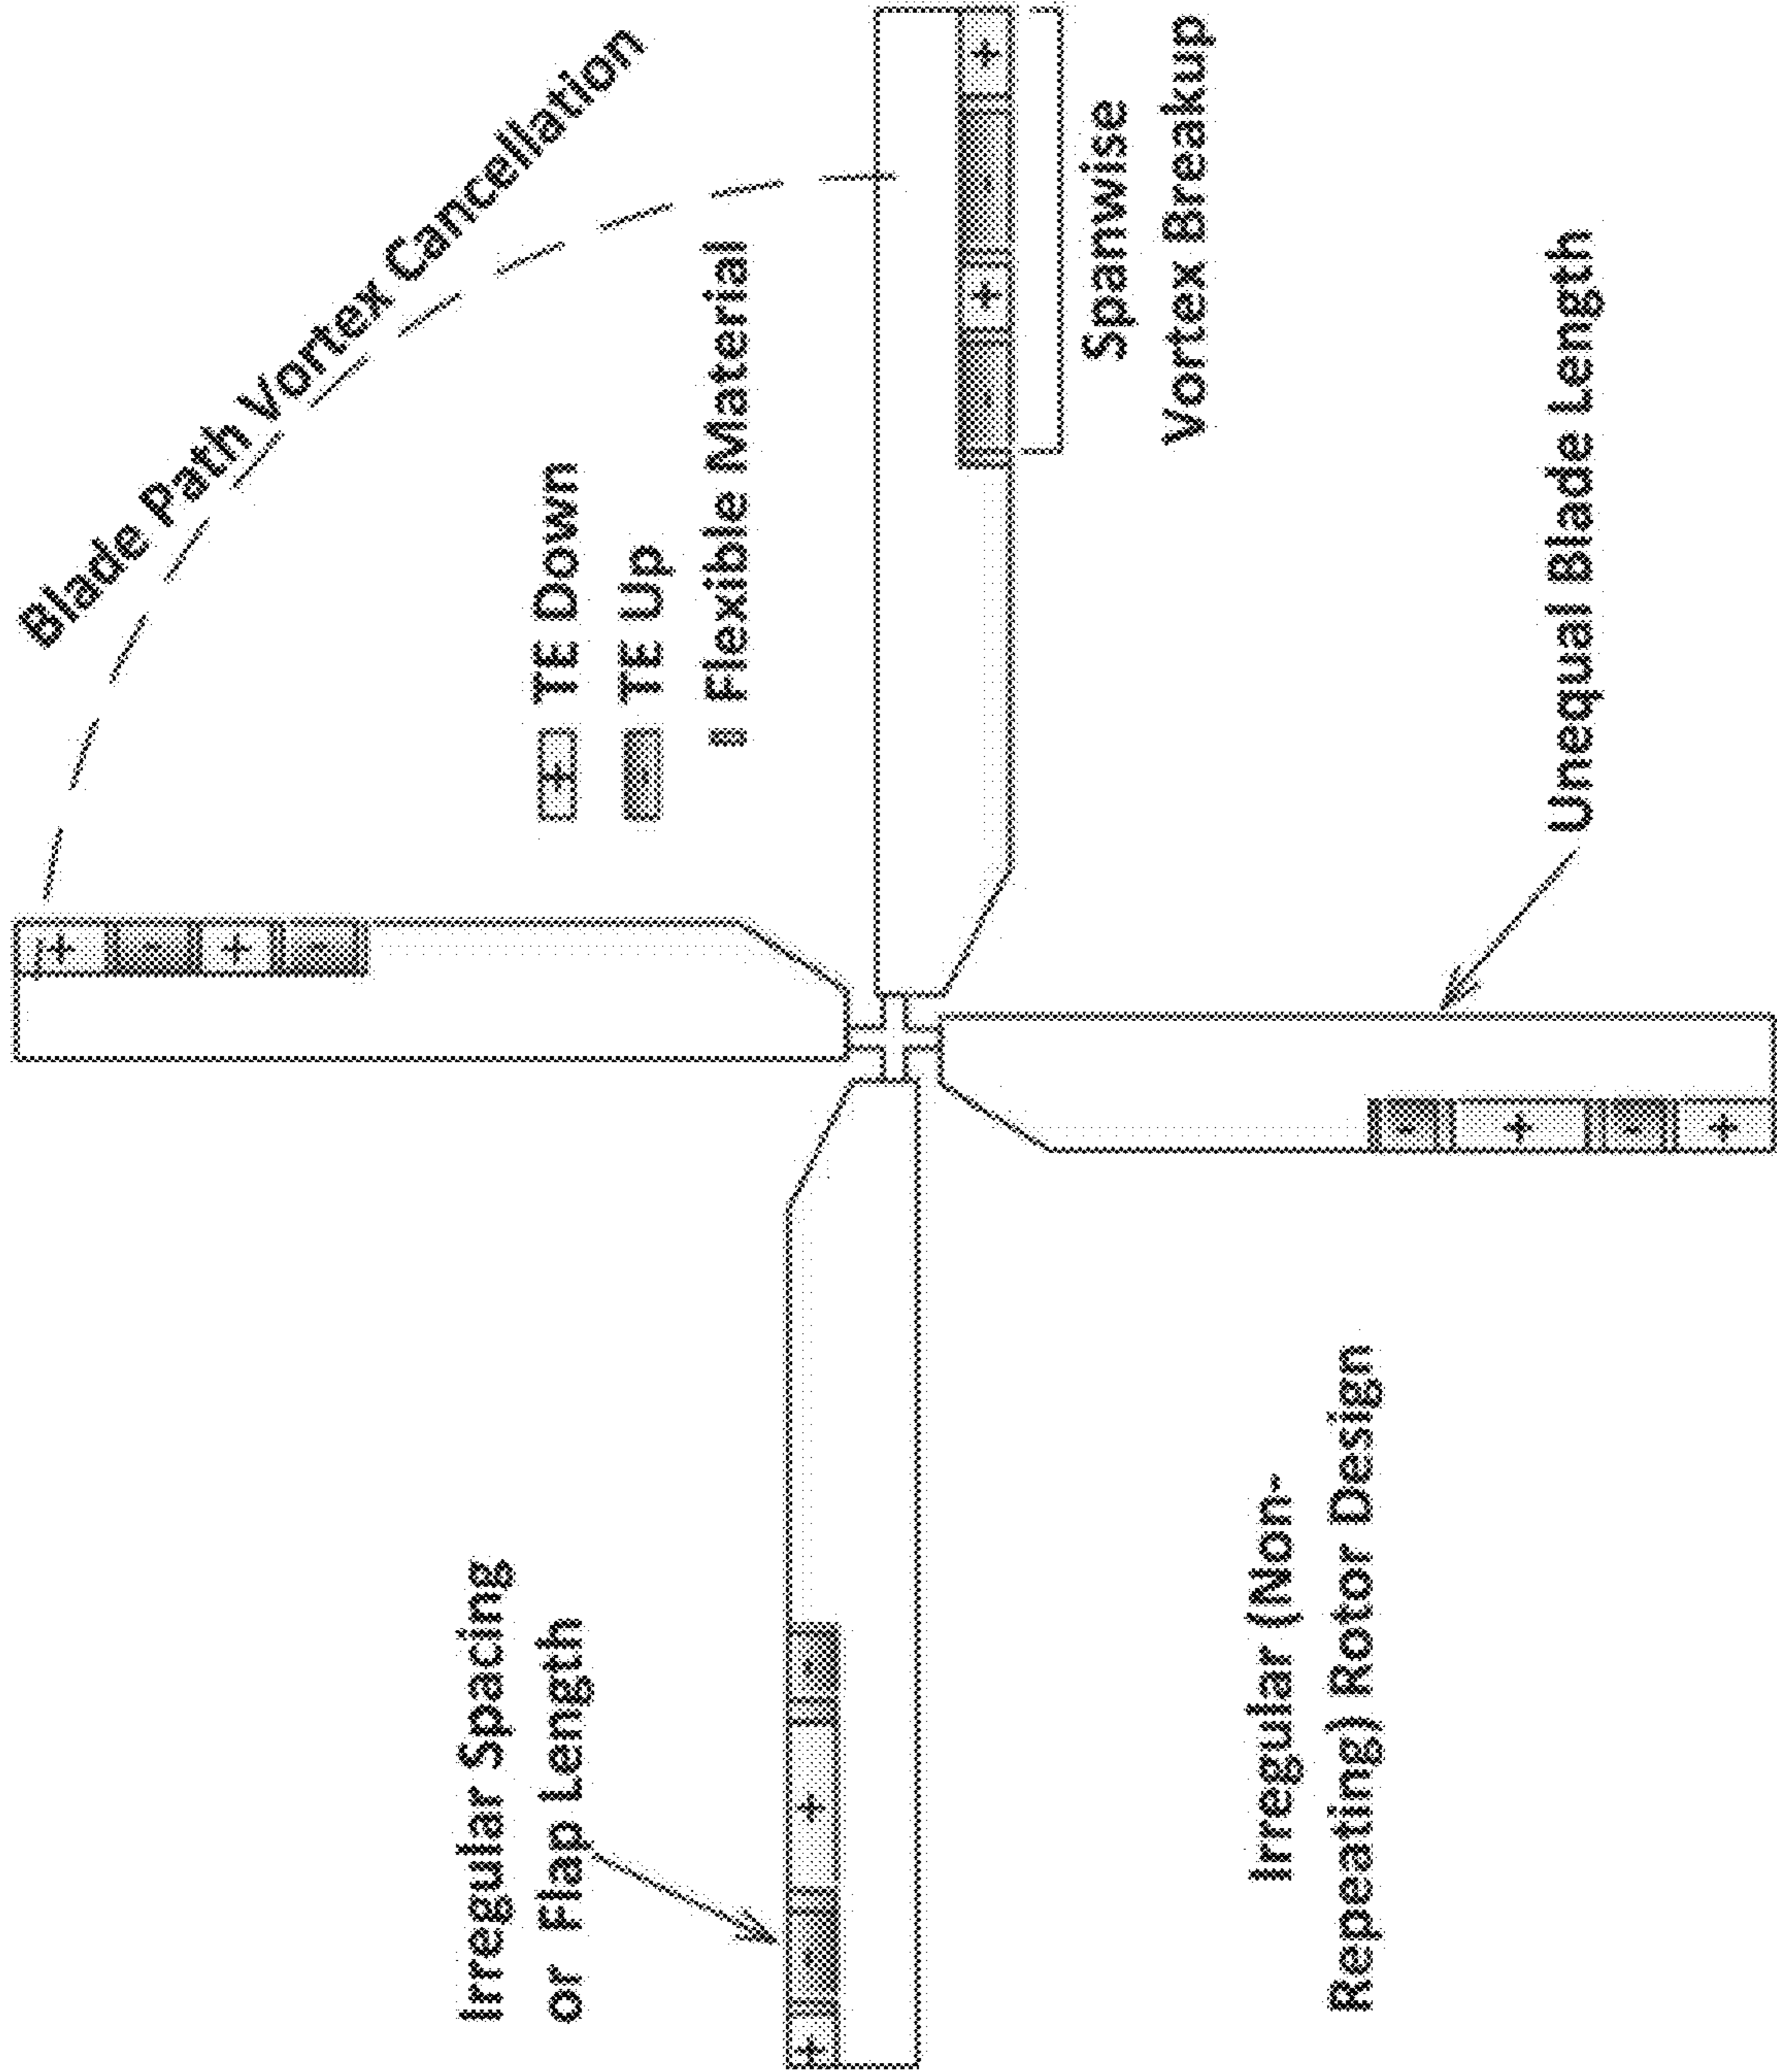 Blade Path Vortex Cancellation
Irregular Spacing
or Flap Length
+ TE Down
- TE Up
Flexible Material
+ - + -
+ - + -
- + - +
- + - +
Spanwise
Vortex Breakup
Irregular (Non-
Repeating) Rotor Design
Unequal Blade Length